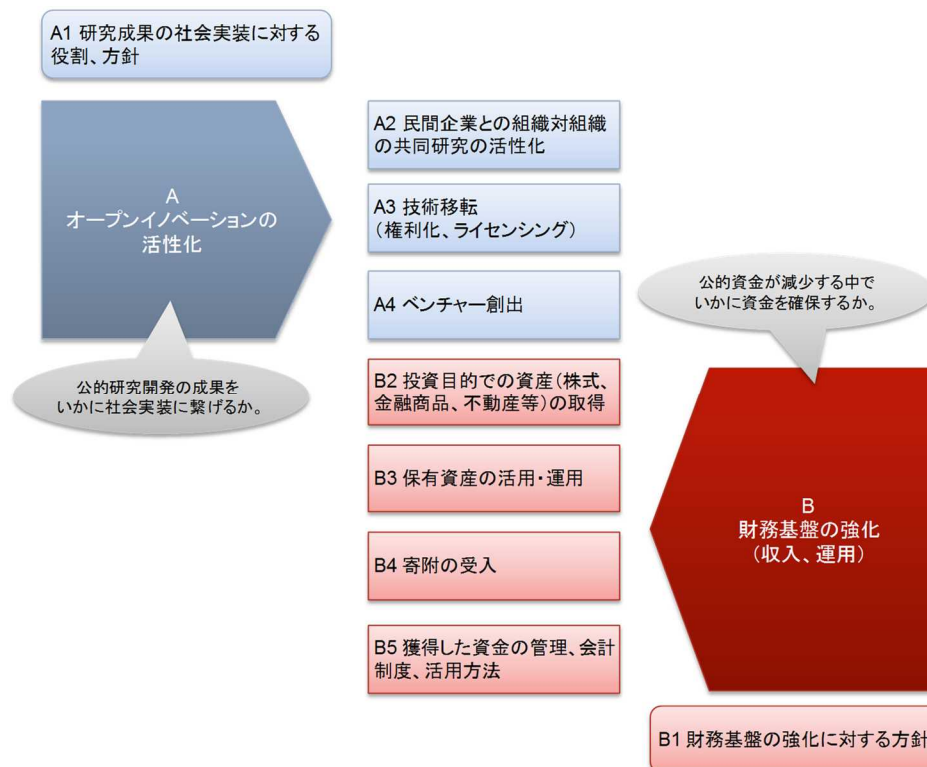 A1 研究成果の社会実装に対する
役割、方針
A
オープンイノベーションの
活性化
公的研究開発の成果を
いかに社会実装に繋げるか。
A2 民間企業との組織対組織
の共同研究の活性化
A3 技術移転
（権利化、ライセンシング）
A4 ベンチャー創出
B2 投資目的での資産（株式、
金融商品、不動産等）の取得
B3 保有資産の活用・運用
B4 寄附の受入
B5 獲得した資金の管理、会計
制度、活用方法
公的資金が減少する中で
いかに資金を確保するか。
B
財務基盤の強化
（収入、運用）
B1 財務基盤の強化に対する方針